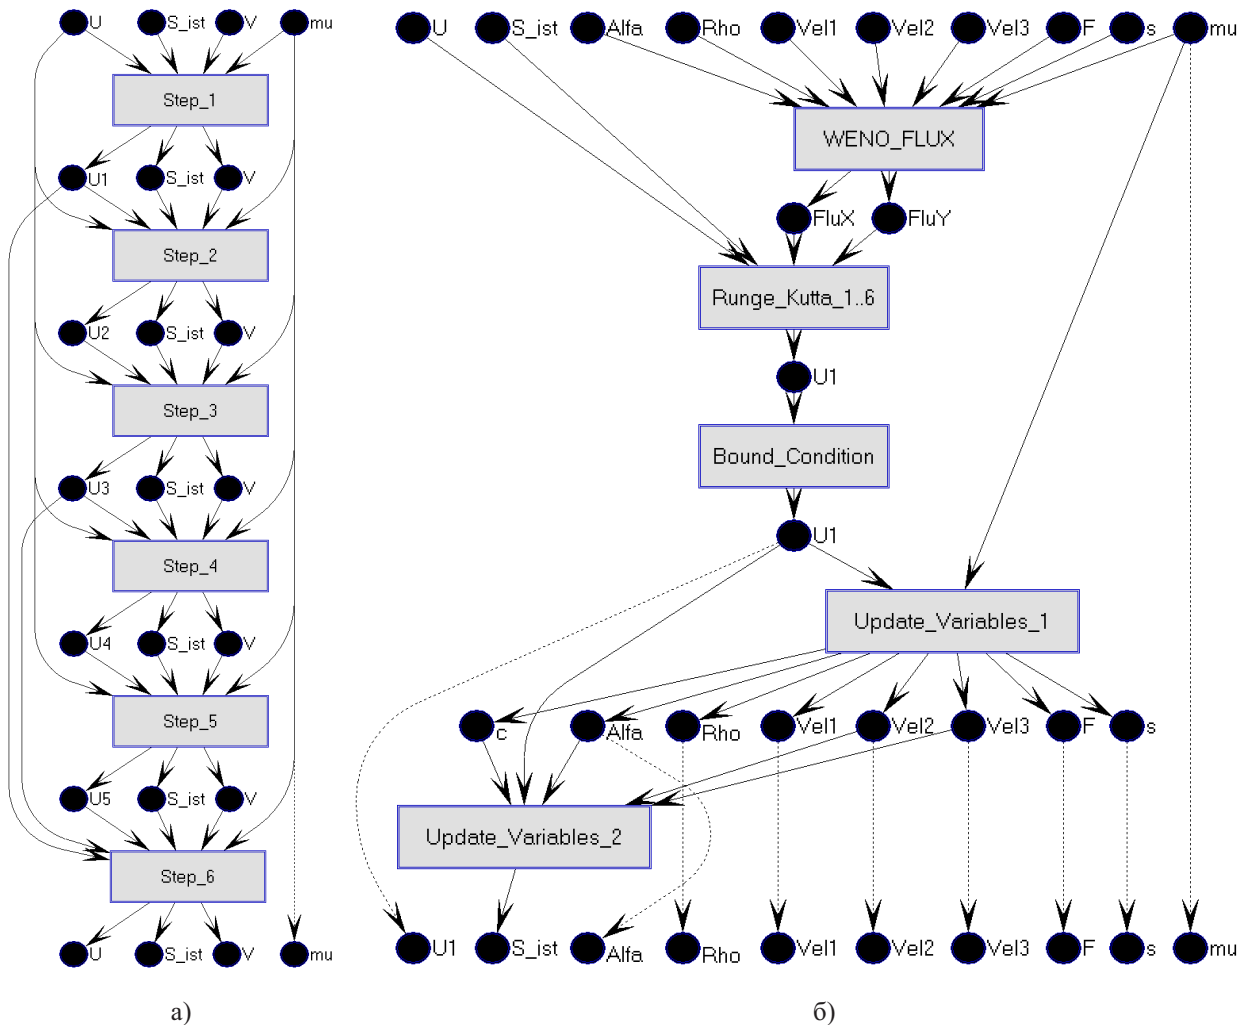 U S_ist V mu
Step_1
U1 S_ist V
Step_2
U2 S_ist V
Step_3
U3 S_ist V
Step_4
U4 S_ist V
Step_5
U5 S_ist V
Step_6
U S_ist V mu
а)
U S_ist Alfa Rho Vel1 Vel2 Vel3 F s mu
WENO_FLUX
FluX FluY
Runge_Kutta_1..6
U1
Bound_Condition
U1
Update_Variables_1
c Alfa Rho Vel1 Vel2 Vel3 F s
Update_Variables_2
U1 S_ist Alfa Rho Vel1 Vel2 Vel3 F s mu
б)